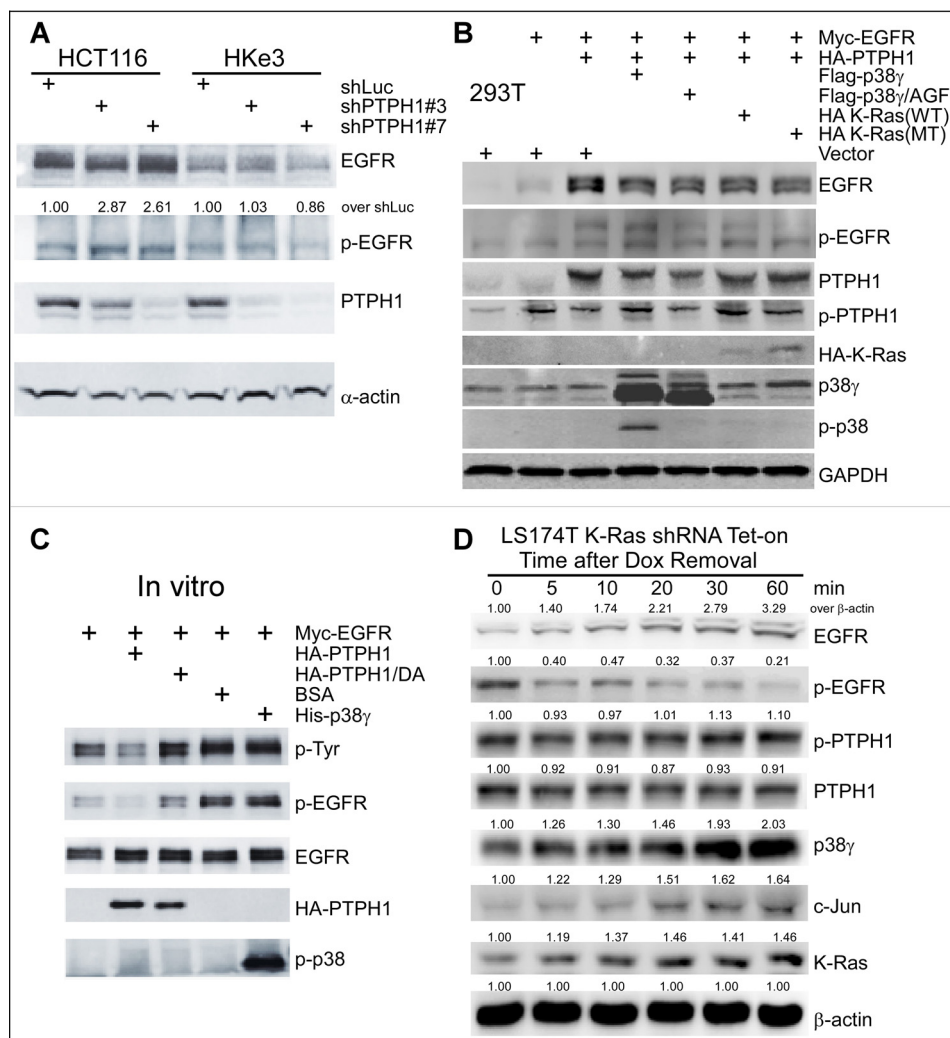 A
HCT116 HKe3
+ + shLuc
+ + shPTPH1#3
+ + shPTPH1#7
EGFR
1.00 2.87 2.61 1.00 1.03 0.86 over shLuc
p-EGFR
PTPH1
α-actin
B
293T
+ + + + + + Myc-EGFR
+ + + + + HA-PTPH1
+ Flag-p38γ
+ Flag-p38γ/AGF
+ HA K-Ras(WT)
+ HA K-Ras(MT)
+ + + Vector
EGFR
p-EGFR
PTPH1
p-PTPH1
HA-K-Ras
p38γ
p-p38
GAPDH
C
In vitro
+ + + + + Myc-EGFR
+ HA-PTPH1
+ HA-PTPH1/DA
+ BSA
+ His-p38γ
p-Tyr
p-EGFR
EGFR
HA-PTPH1
p-p38
D
LS174T K-Ras shRNA Tet-on
Time after Dox Removal
0 5 10 20 30 60 min
1.00 1.40 1.74 2.21 2.79 3.29 over β-actin
EGFR
1.00 0.40 0.47 0.32 0.37 0.21
p-EGFR
1.00 0.93 0.97 1.01 1.13 1.10
p-PTPH1
1.00 0.92 0.91 0.87 0.93 0.91
PTPH1
1.00 1.26 1.30 1.46 1.93 2.03
p38γ
1.00 1.22 1.29 1.51 1.62 1.64
c-Jun
1.00 1.19 1.37 1.46 1.41 1.46
K-Ras
1.00 1.00 1.00 1.00 1.00 1.00
β-actin